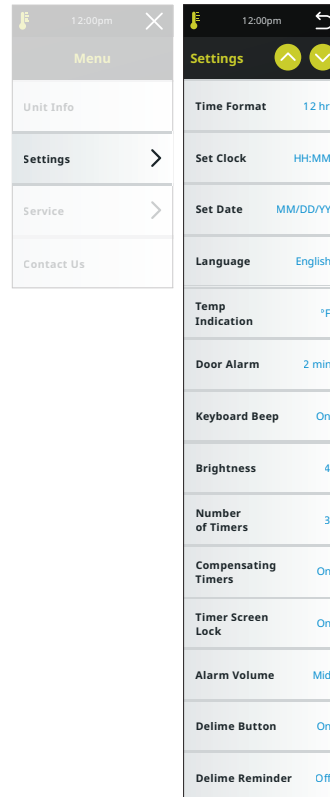 12:00pm
Menu
Unit Info
Settings
Service
Contact Us
12:00pm
Settings
Time Format 12 hr
Set Clock HH:MM
Set Date MM/DD/YY
Language English
Temp
Indication °F
Door Alarm 2 min
Keyboard Beep On
Brightness 4
Number
of Timers 3
Compensating
Timers On
Timer Screen
Lock On
Alarm Volume Mid
Delime Button On
Delime Reminder Off